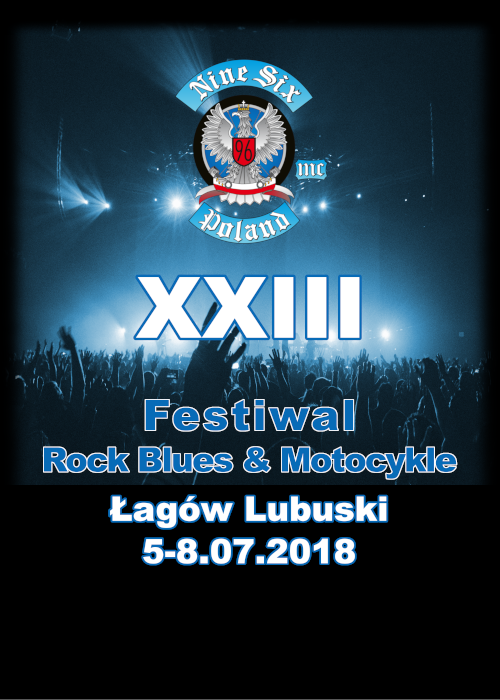 Nine Six
96
mc
Poland
XXIII
Festiwal
Rock Blues & Motocykle
Łagów Lubuski
5-8.07.2018